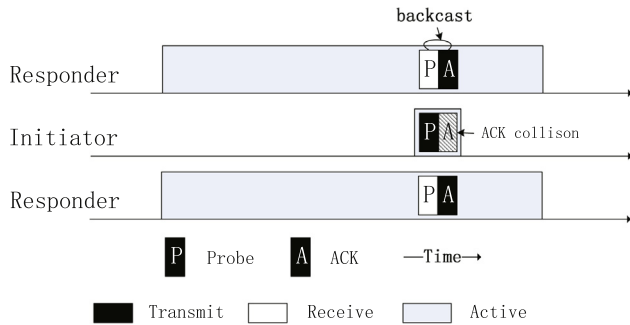 backcast
Responder P A
Initiator P A ACK collison
Responder P A
P Probe A ACK Time
Transmit Receive Active